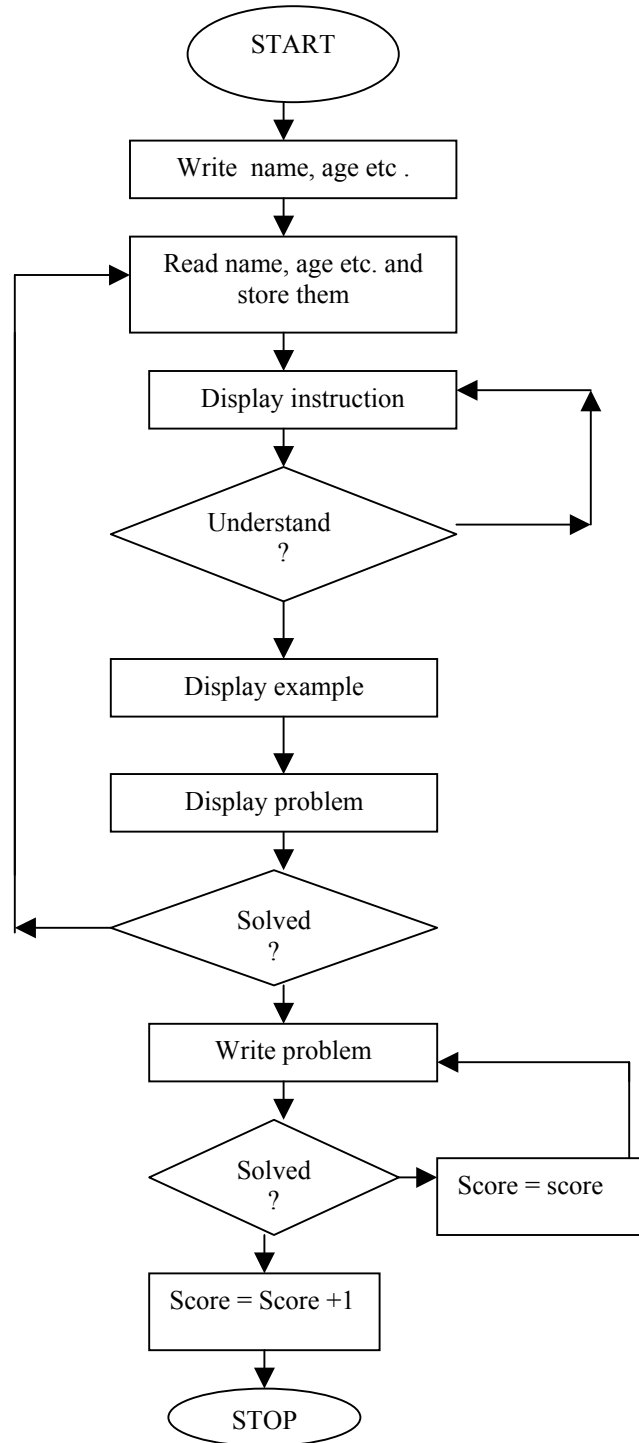 START
Write name, age etc .
Read name, age etc. and
store them
Display instruction
Understand
?
Display example
Display problem
Solved
?
Write problem
Solved
?
Score = score
Score = Score +1
STOP